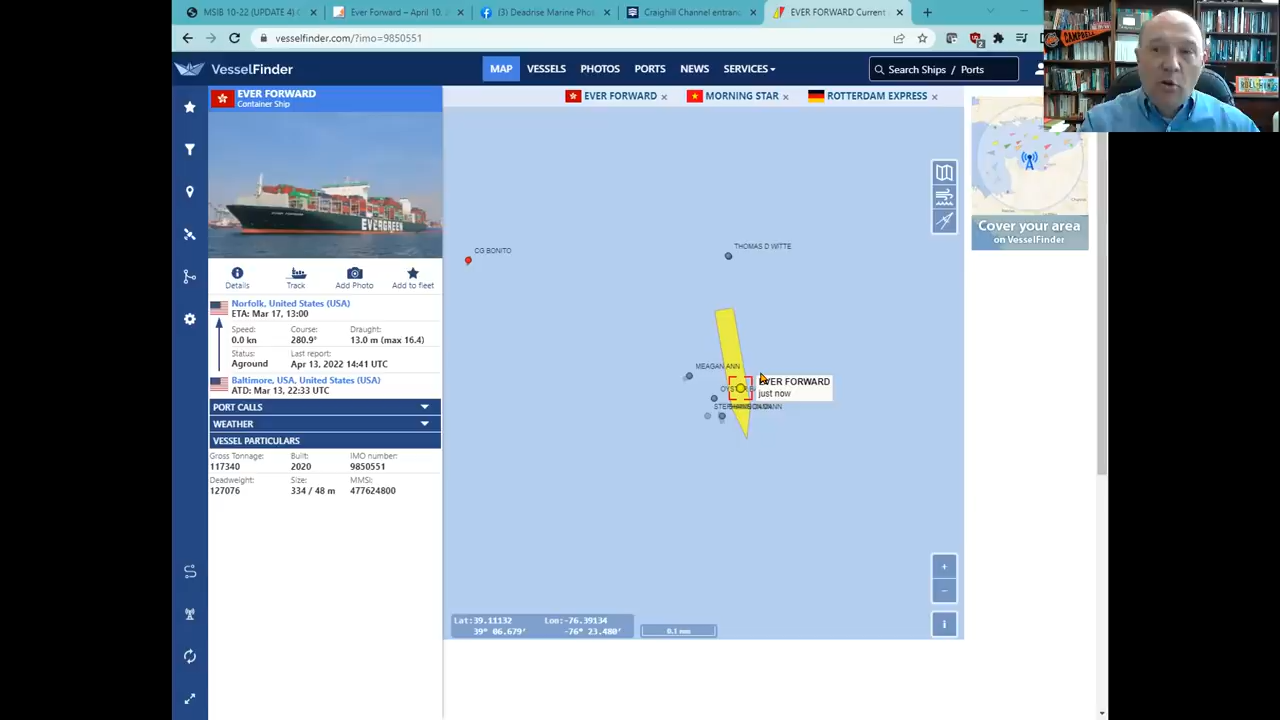 MSIB 10-22 (UPDATE 4) C
Ever Forward – April 10, 2
(3) Deadrise Marine Phot
Craighill Channel entranc
EVER FORWARD Current
vesselfinder.com/?imo=9850551
VesselFinder
MAP
VESSELS
PHOTOS
PORTS
NEWS
SERVICES
Search Ships / Ports
CAMPBELL
EVER FORWARD
Container Ship
EVER FORWARD
MORNING STAR
ROTTERDAM EXPRESS
EVERGREEN
Details
Track
Add Photo
Add to fleet
Norfolk, United States (USA)
ETA: Mar 17, 13:00
Speed: Course: Draught:
0.0 kn 280.9° 13.0 m (max 16.4)
Status: Last report:
Aground Apr 13, 2022 14:41 UTC
Baltimore, USA, United States (USA)
ATD: Mar 13, 22:33 UTC
PORT CALLS
WEATHER
VESSEL PARTICULARS
Gross Tonnage: Built: IMO number:
117340 2020 9850551
Deadweight: Size: MMSI:
127076 334 / 48 m 477624800
CG BONITO
THOMAS D WITTE
MEAGAN ANN
EVER FORWARD
just now
Lat:39.11132 Lon:-76.39134
39° 06.679' -76° 23.480'
0.1 nm
Cover your area
on VesselFinder